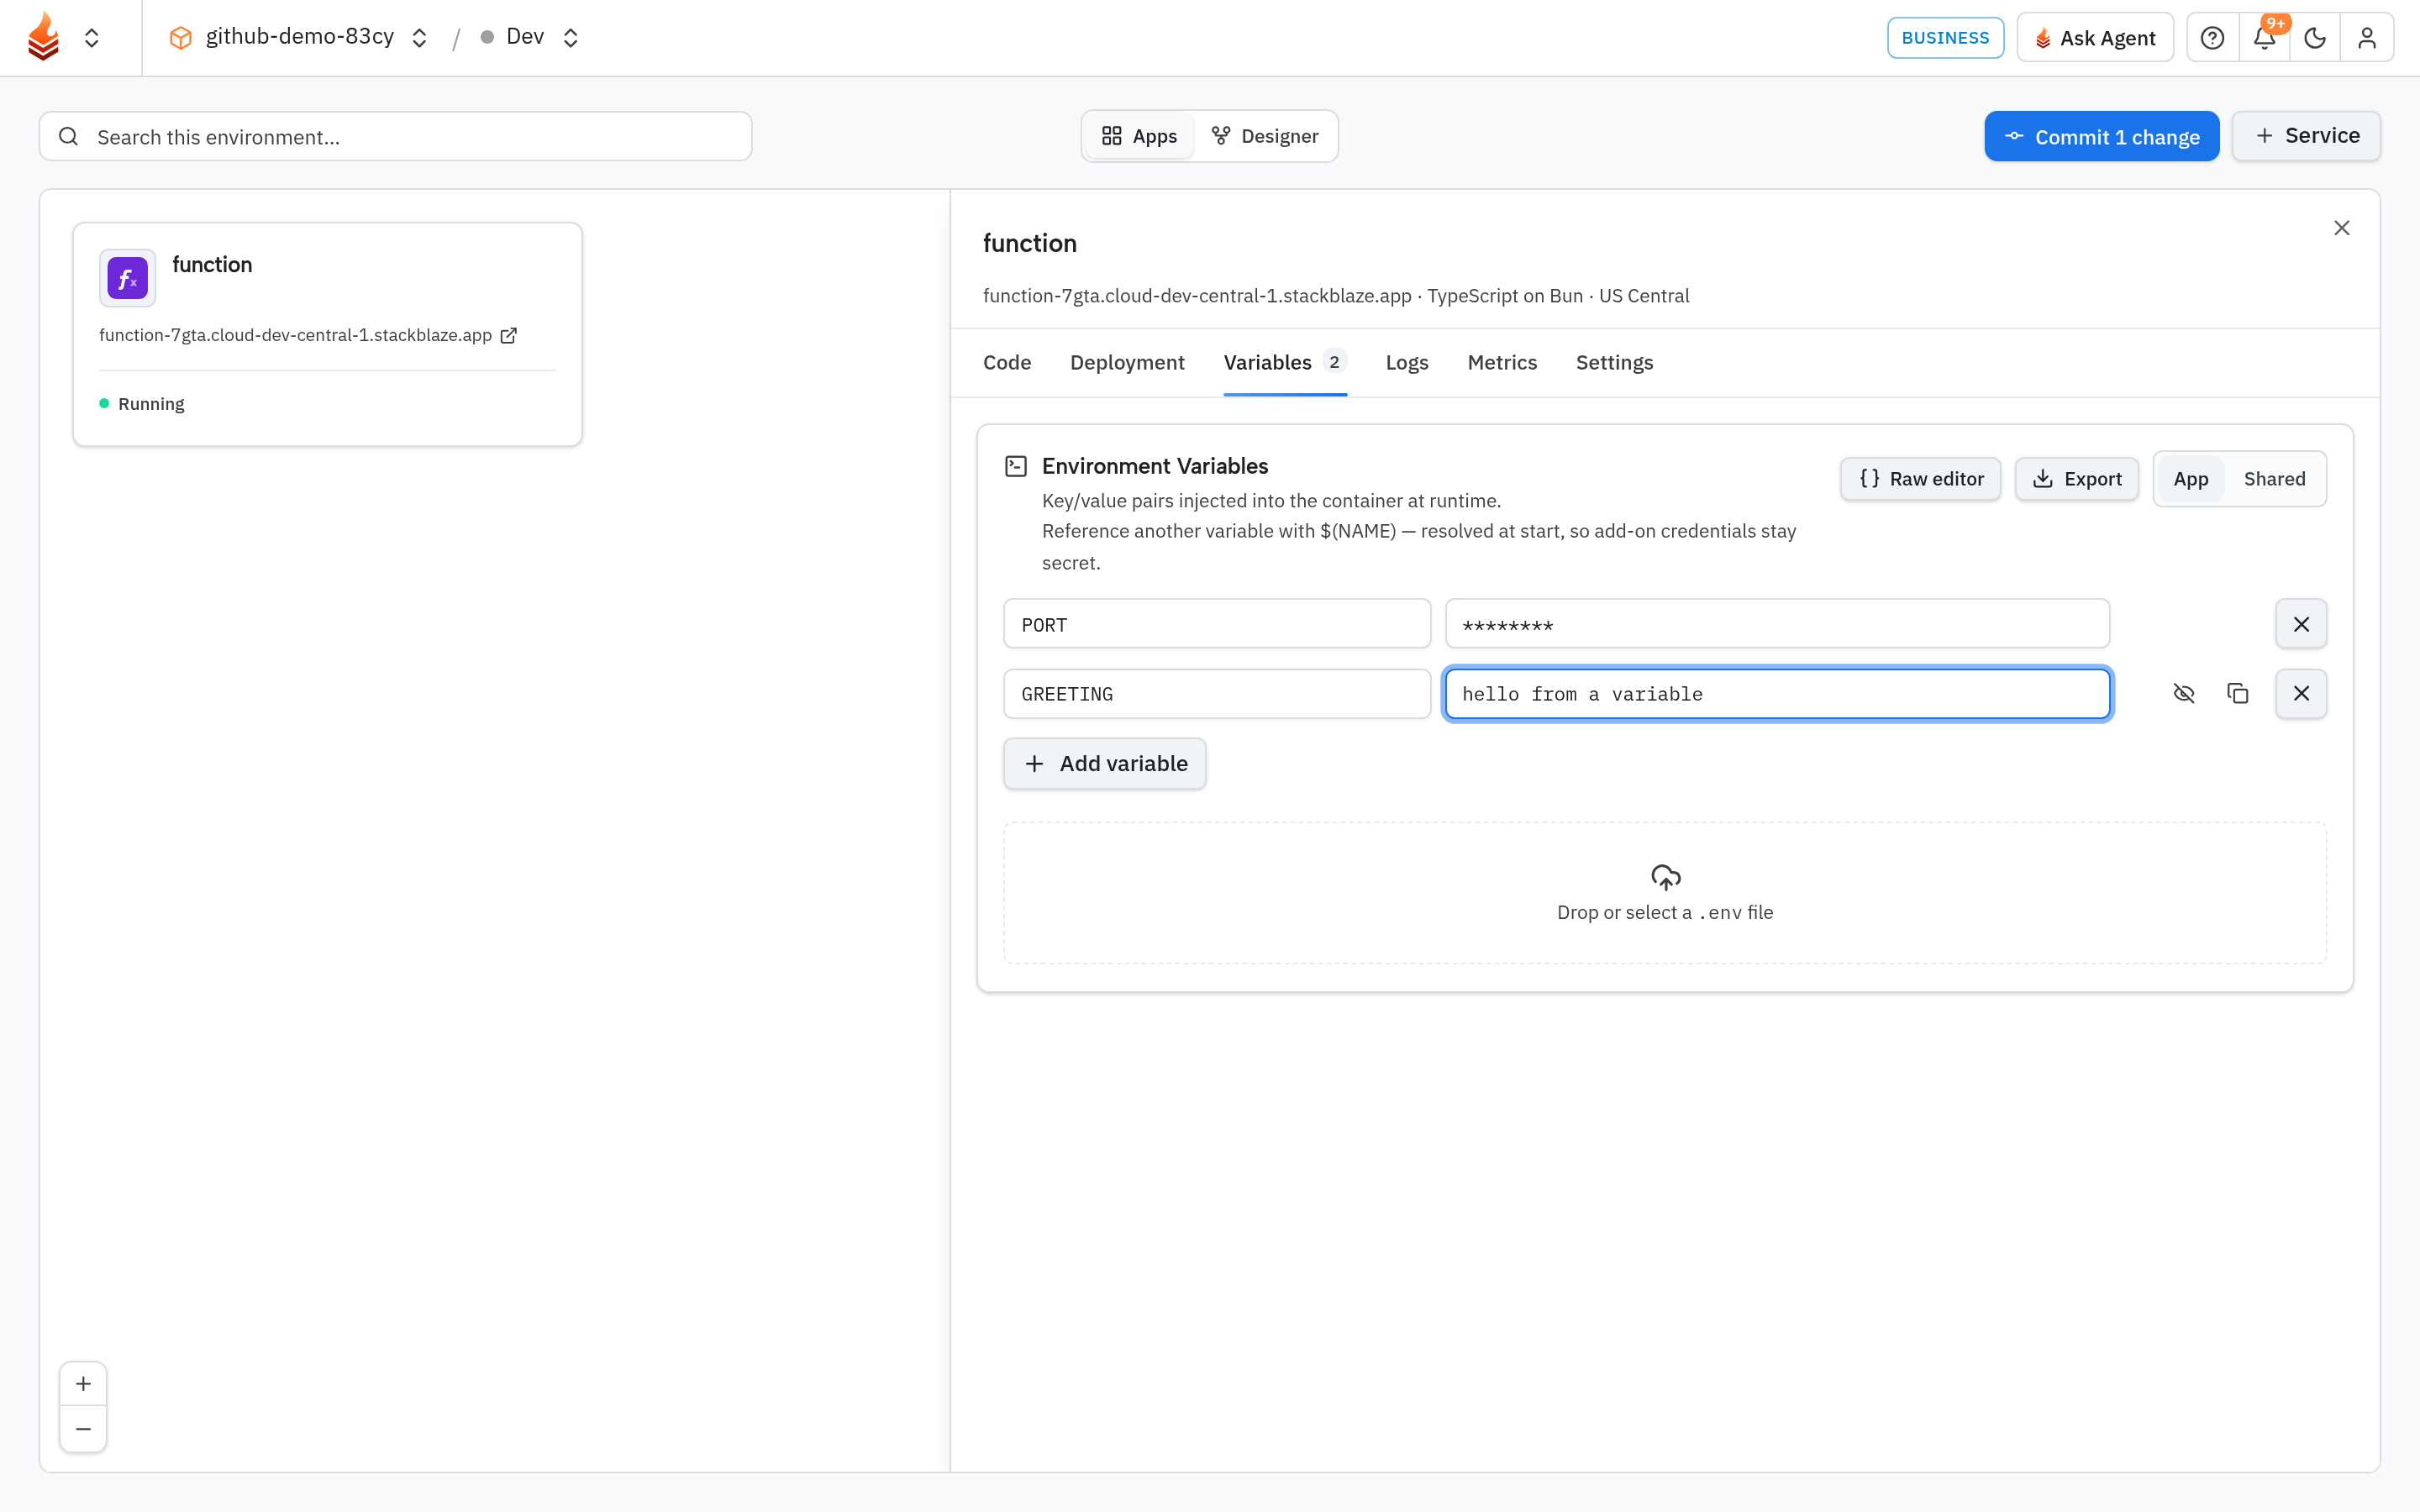 github-demo-83cy / Dev
BUSINESS
Ask Agent
9+
Search this environment...
Apps
Designer
Commit 1 change
Service
function
function-7gta.cloud-dev-central-1.stackblaze.app
Running
function
function-7gta.cloud-dev-central-1.stackblaze.app · TypeScript on Bun · US Central
Code Deployment Variables 2 Logs Metrics Settings
Environment Variables
Key/value pairs injected into the container at runtime.
Reference another variable with $(NAME) — resolved at start, so add-on credentials stay
secret.
Raw editor
Export
App
Shared
PORT
********
GREETING
hello from a variable
Add variable
Drop or select a .env file